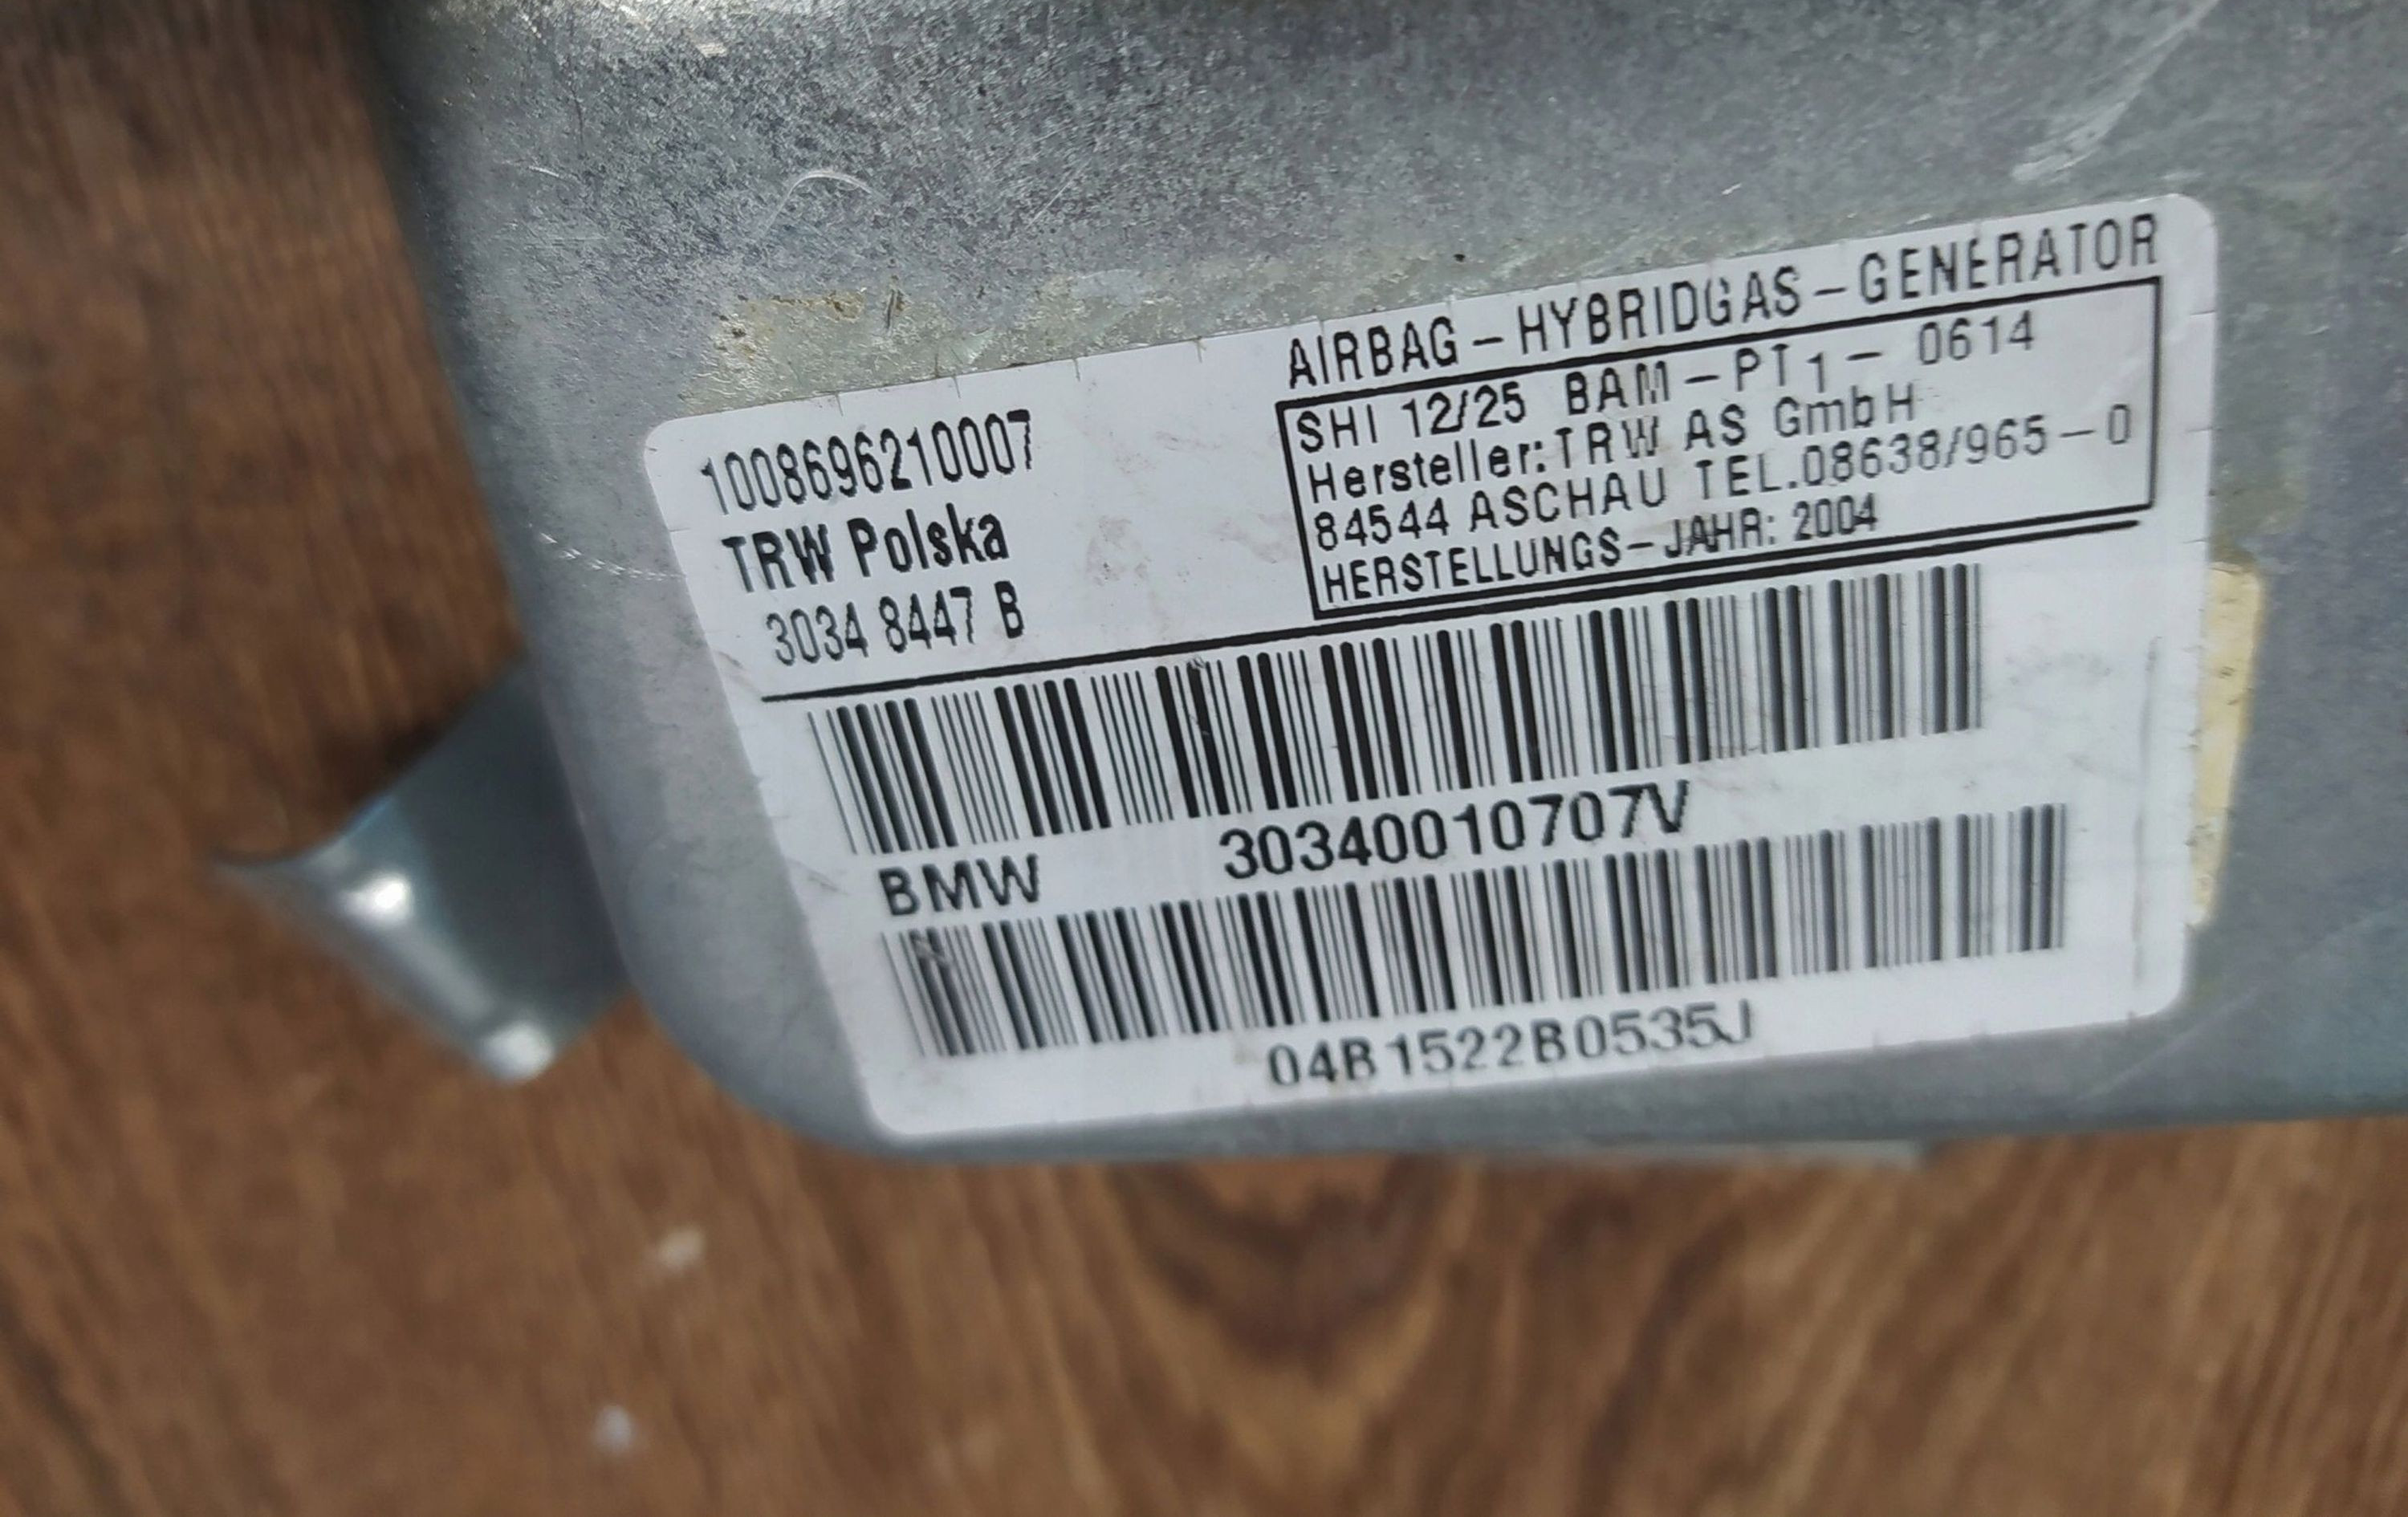 1008696210007
TRW Polska
3034 8447 B
AIRBAG-HYBRIDGAS-GENERATOR
SHI 12/25 BAM-PT1- 0614
Hersteller:TRW AS GmbH
84544 ASCHAU TEL.08638/965-0
HERSTELLUNGS-JAHR: 2004
BMW 30340010707V
04B1522B0535J